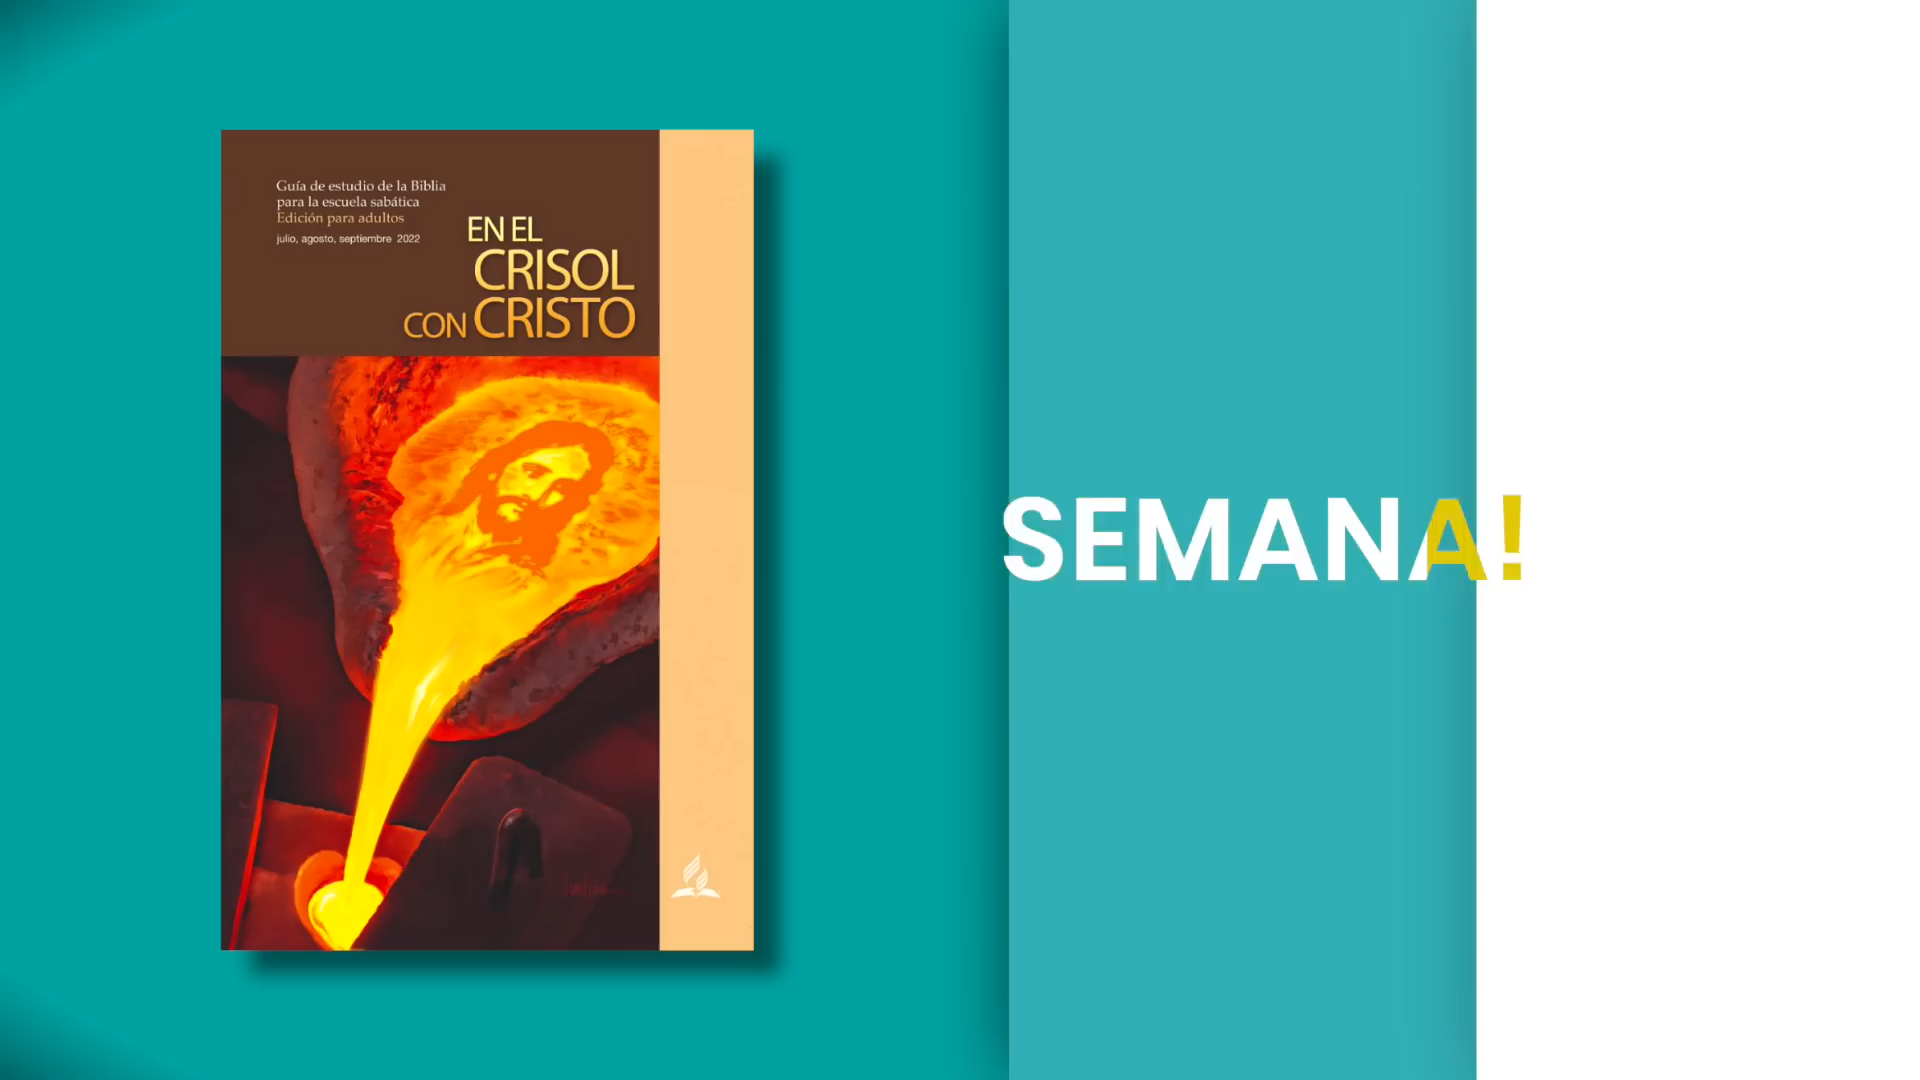 Guía de estudio de la Biblia
para la escuela sabática
Edición para adultos
julio, agosto, septiembre 2022
EN EL
CRISOL
CON CRISTO
SEMANA!